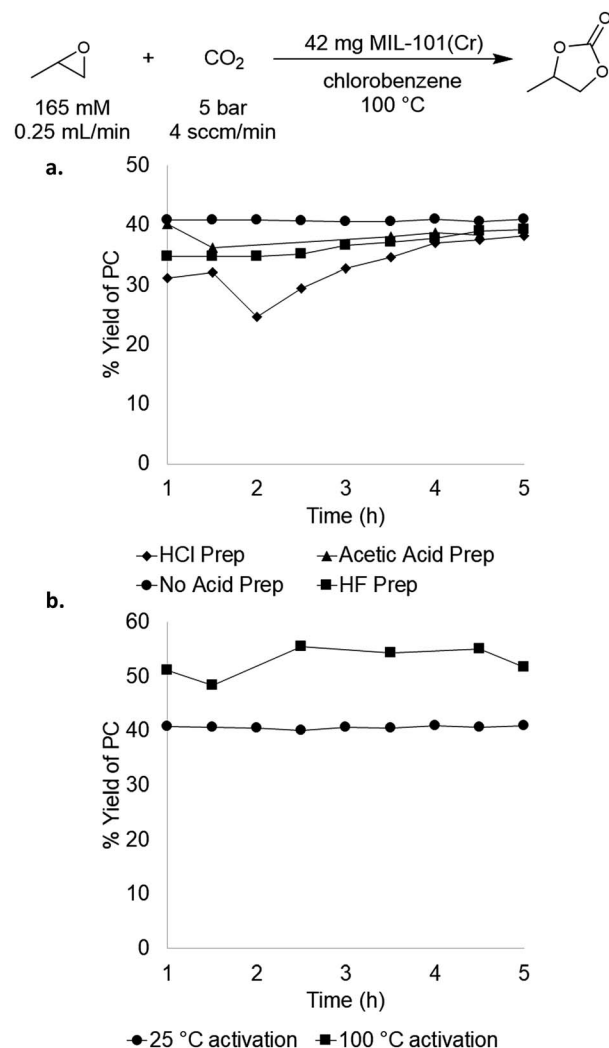 O
O
+ CO2 42 mg MIL-101(Cr) O
O
165 mM 5 bar chlorobenzene
0.25 mL/min 4 sccm/min 100 °C
a.
50
40
30
20
10
0
% Yield of PC
1 2 3 4 5
Time (h)
HCl Prep Acetic Acid Prep
No Acid Prep HF Prep
b.
60
50
40
30
20
10
0
% Yield of PC
1 2 3 4 5
Time (h)
25 °C activation 100 °C activation